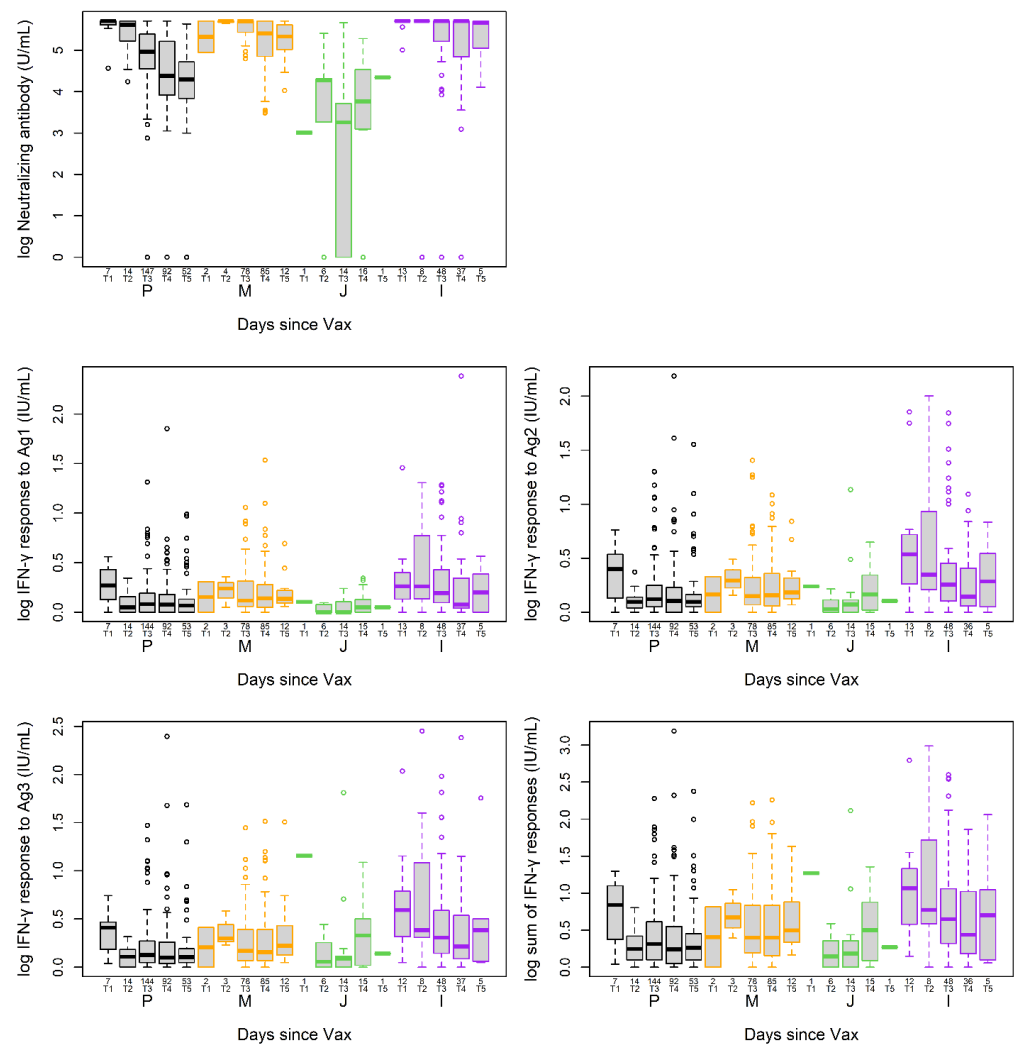 log Neutralizing antibody (U/mL)
0 1 2 3 4 5
7 14 147 92 52 2 4 78 85 12 1 6 14 16 1 13 8 48 37 5
T1 T2 T3 T4 T5 T1 T2 T3 T4 T5 T1 T2 T3 T4 T5 T1 T2 T3 T4 T5
P M J I
Days since Vax
log IFN-γ response to Ag1 (IU/mL)
0.0 0.5 1.0 1.5 2.0
7 14 144 92 53 2 3 78 85 12 1 6 14 15 1 13 8 48 37 5
T1 T2 T3 T4 T5 T1 T2 T3 T4 T5 T1 T2 T3 T4 T5 T1 T2 T3 T4 T5
P M J I
Days since Vax
log IFN-γ response to Ag2 (IU/mL)
0.0 0.5 1.0 1.5 2.0
7 14 144 92 53 2 3 78 85 12 1 6 14 15 1 13 8 48 36 5
T1 T2 T3 T4 T5 T1 T2 T3 T4 T5 T1 T2 T3 T4 T5 T1 T2 T3 T4 T5
P M J I
Days since Vax
log IFN-γ response to Ag3 (IU/mL)
0.0 0.5 1.0 1.5 2.0 2.5
7 14 144 92 53 2 3 78 85 12 1 6 14 15 1 12 8 48 37 5
T1 T2 T3 T4 T5 T1 T2 T3 T4 T5 T1 T2 T3 T4 T5 T1 T2 T3 T4 T5
P M J I
Days since Vax
log sum of IFN-γ responses (IU/mL)
0.0 0.5 1.0 1.5 2.0 2.5 3.0
7 14 144 92 53 2 3 78 85 12 1 6 14 15 1 12 8 48 36 5
T1 T2 T3 T4 T5 T1 T2 T3 T4 T5 T1 T2 T3 T4 T5 T1 T2 T3 T4 T5
P M J I
Days since Vax